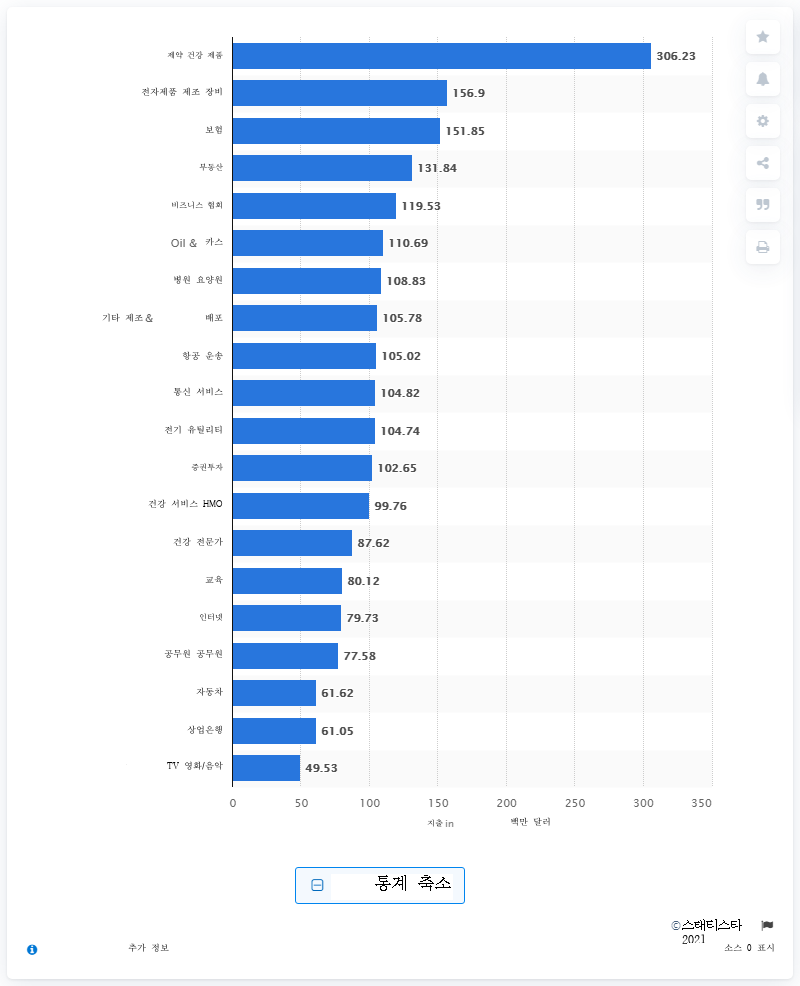 제약 건강 제품 306.23
전자제품 제조 장비 156.9
보험 151.85
부동산 131.84
비즈니스 협회 119.53
Oil & 카스 110.69
병원 요양원 108.83
기타 제조 & 배포 105.78
항공 운송 105.02
통신 서비스 104.82
전기 유틸리티 104.74
증권투자 102.65
건강 서비스 HMO 99.76
건강 전문가 87.62
교육 80.12
인터넷 79.73
공무원 공무원 77.58
자동차 61.62
상업은행 61.05
TV 영화/음악 49.53
0 50 100 150 200 250 300 350
지출 in 백만 달러
통계 축소
©스태티스타
2021
추가 정보 소스 0 표시